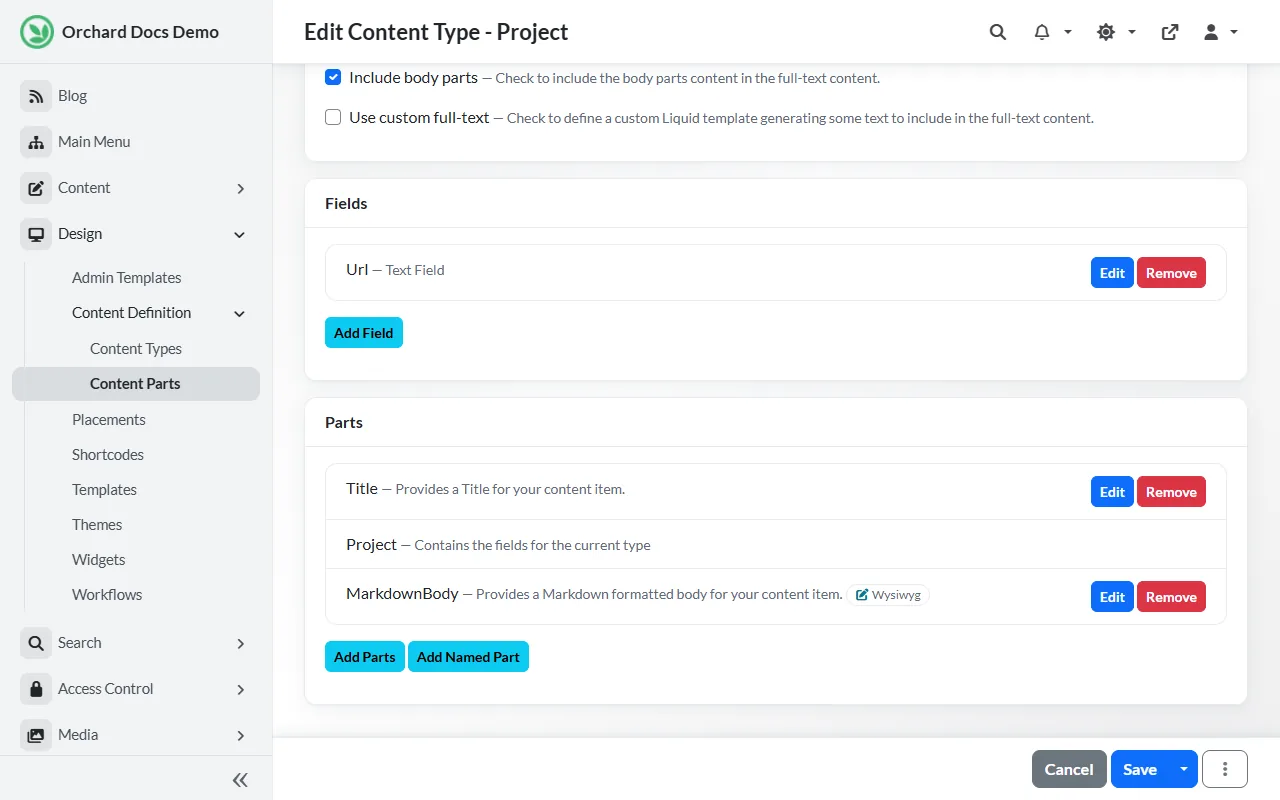 Orchard Docs Demo
Edit Content Type - Project
Blog
Main Menu
Content
Design
Admin Templates
Content Definition
Content Types
Content Parts
Placements
Shortcodes
Templates
Themes
Widgets
Workflows
Search
Access Control
Media
Include body parts — Check to include the body parts content in the full-text content.
Use custom full-text — Check to define a custom Liquid template generating some text to include in the full-text content.
Fields
Url — Text Field
Edit Remove
Add Field
Parts
Title — Provides a Title for your content item.
Edit Remove
Project — Contains the fields for the current type
MarkdownBody — Provides a Markdown formatted body for your content item. Wysiwyg
Edit Remove
Add Parts Add Named Part
Cancel Save